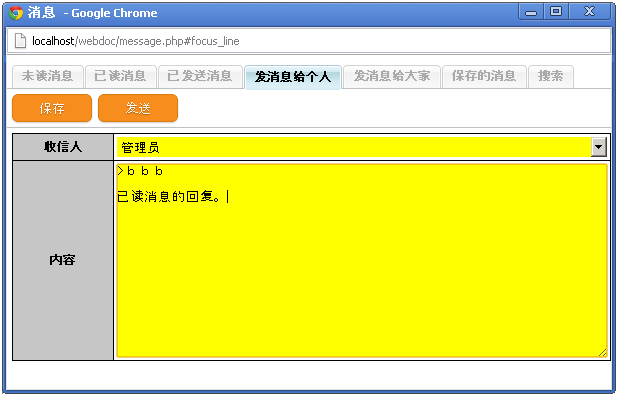 消息 - Google Chrome
localhost/webdoc/message.php#focus_line
未读消息 已读消息 已发送消息 发消息给个人 发消息给大家 保存的消息 搜索
保存 发送
收信人 管理员
>ｂｂｂ
已读消息的回复。
内容